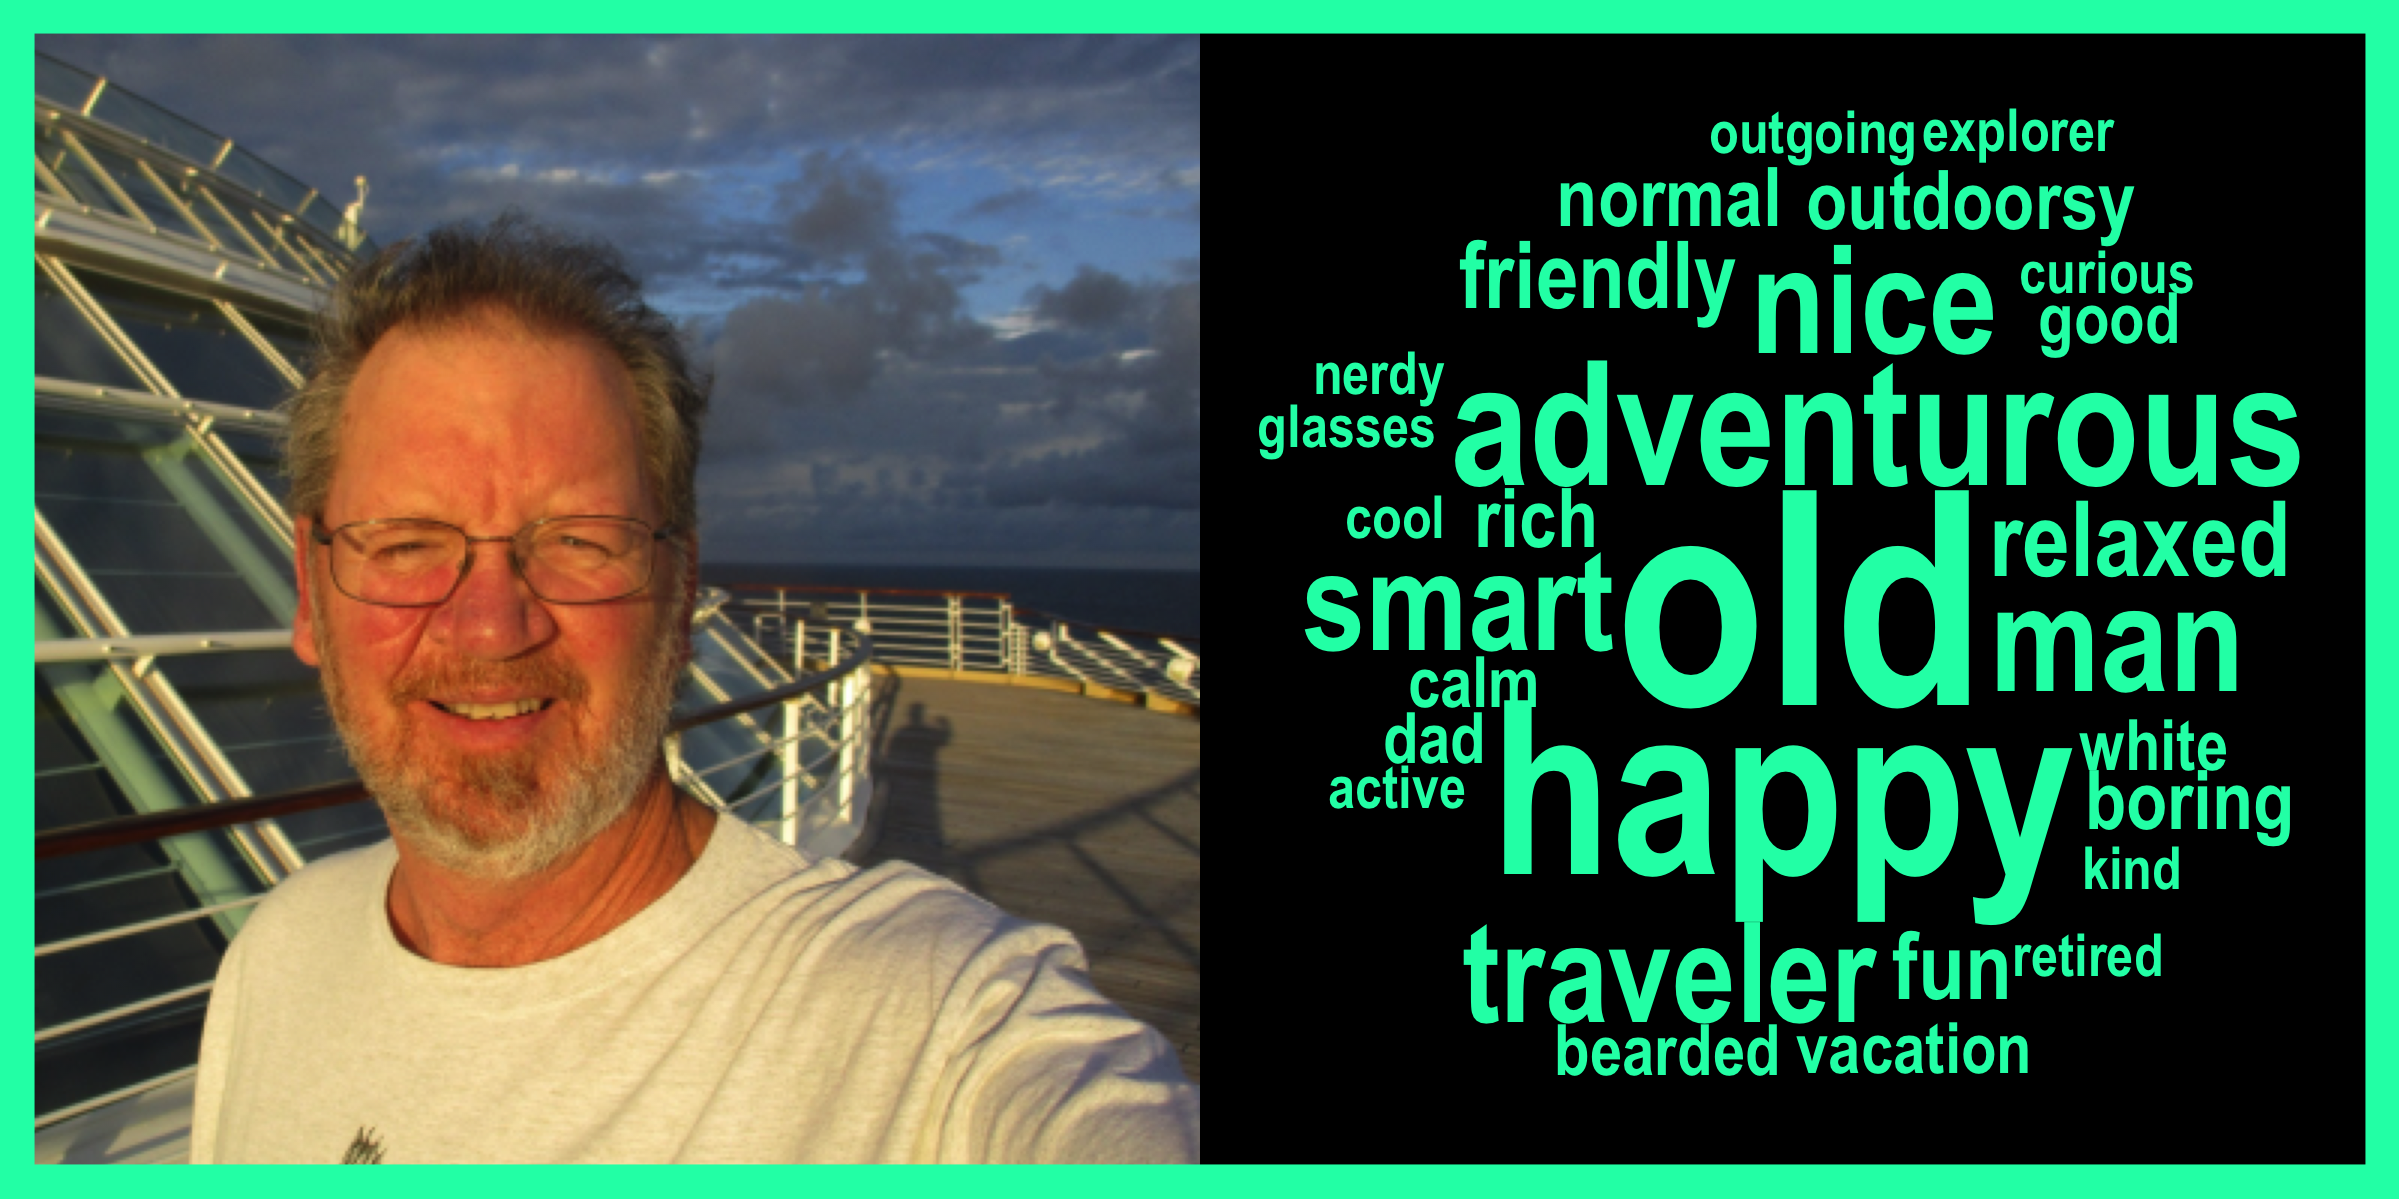 outgoing explorer
normal outdoorsy
friendly nice curious
good
nerdy
glasses adventurous
cool rich relaxed
smart old man
calm
dad happy white
active boring
kind
traveler fun retired
bearded vacation